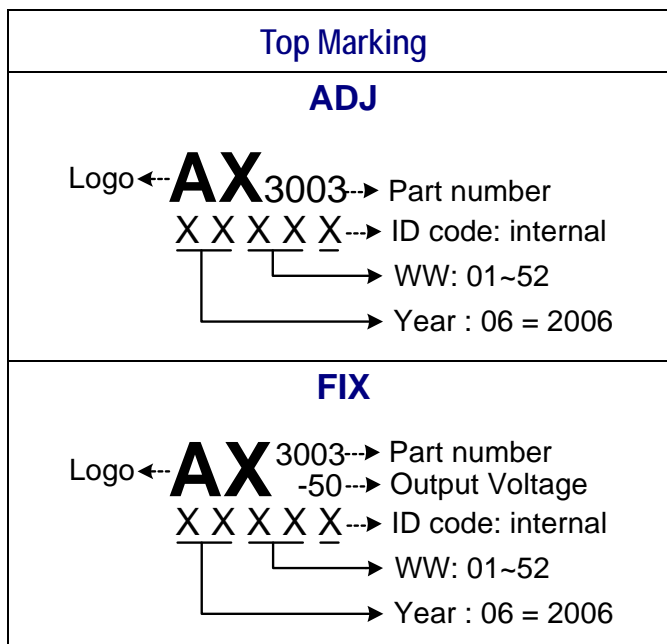 Top Marking
ADJ
Logo AX3003 Part number
X X X X X ID code: internal
WW: 01~52
Year : 06 = 2006
FIX
Logo AX 3003 Part number
-50 Output Voltage
X X X X X ID code: internal
WW: 01~52
Year : 06 = 2006